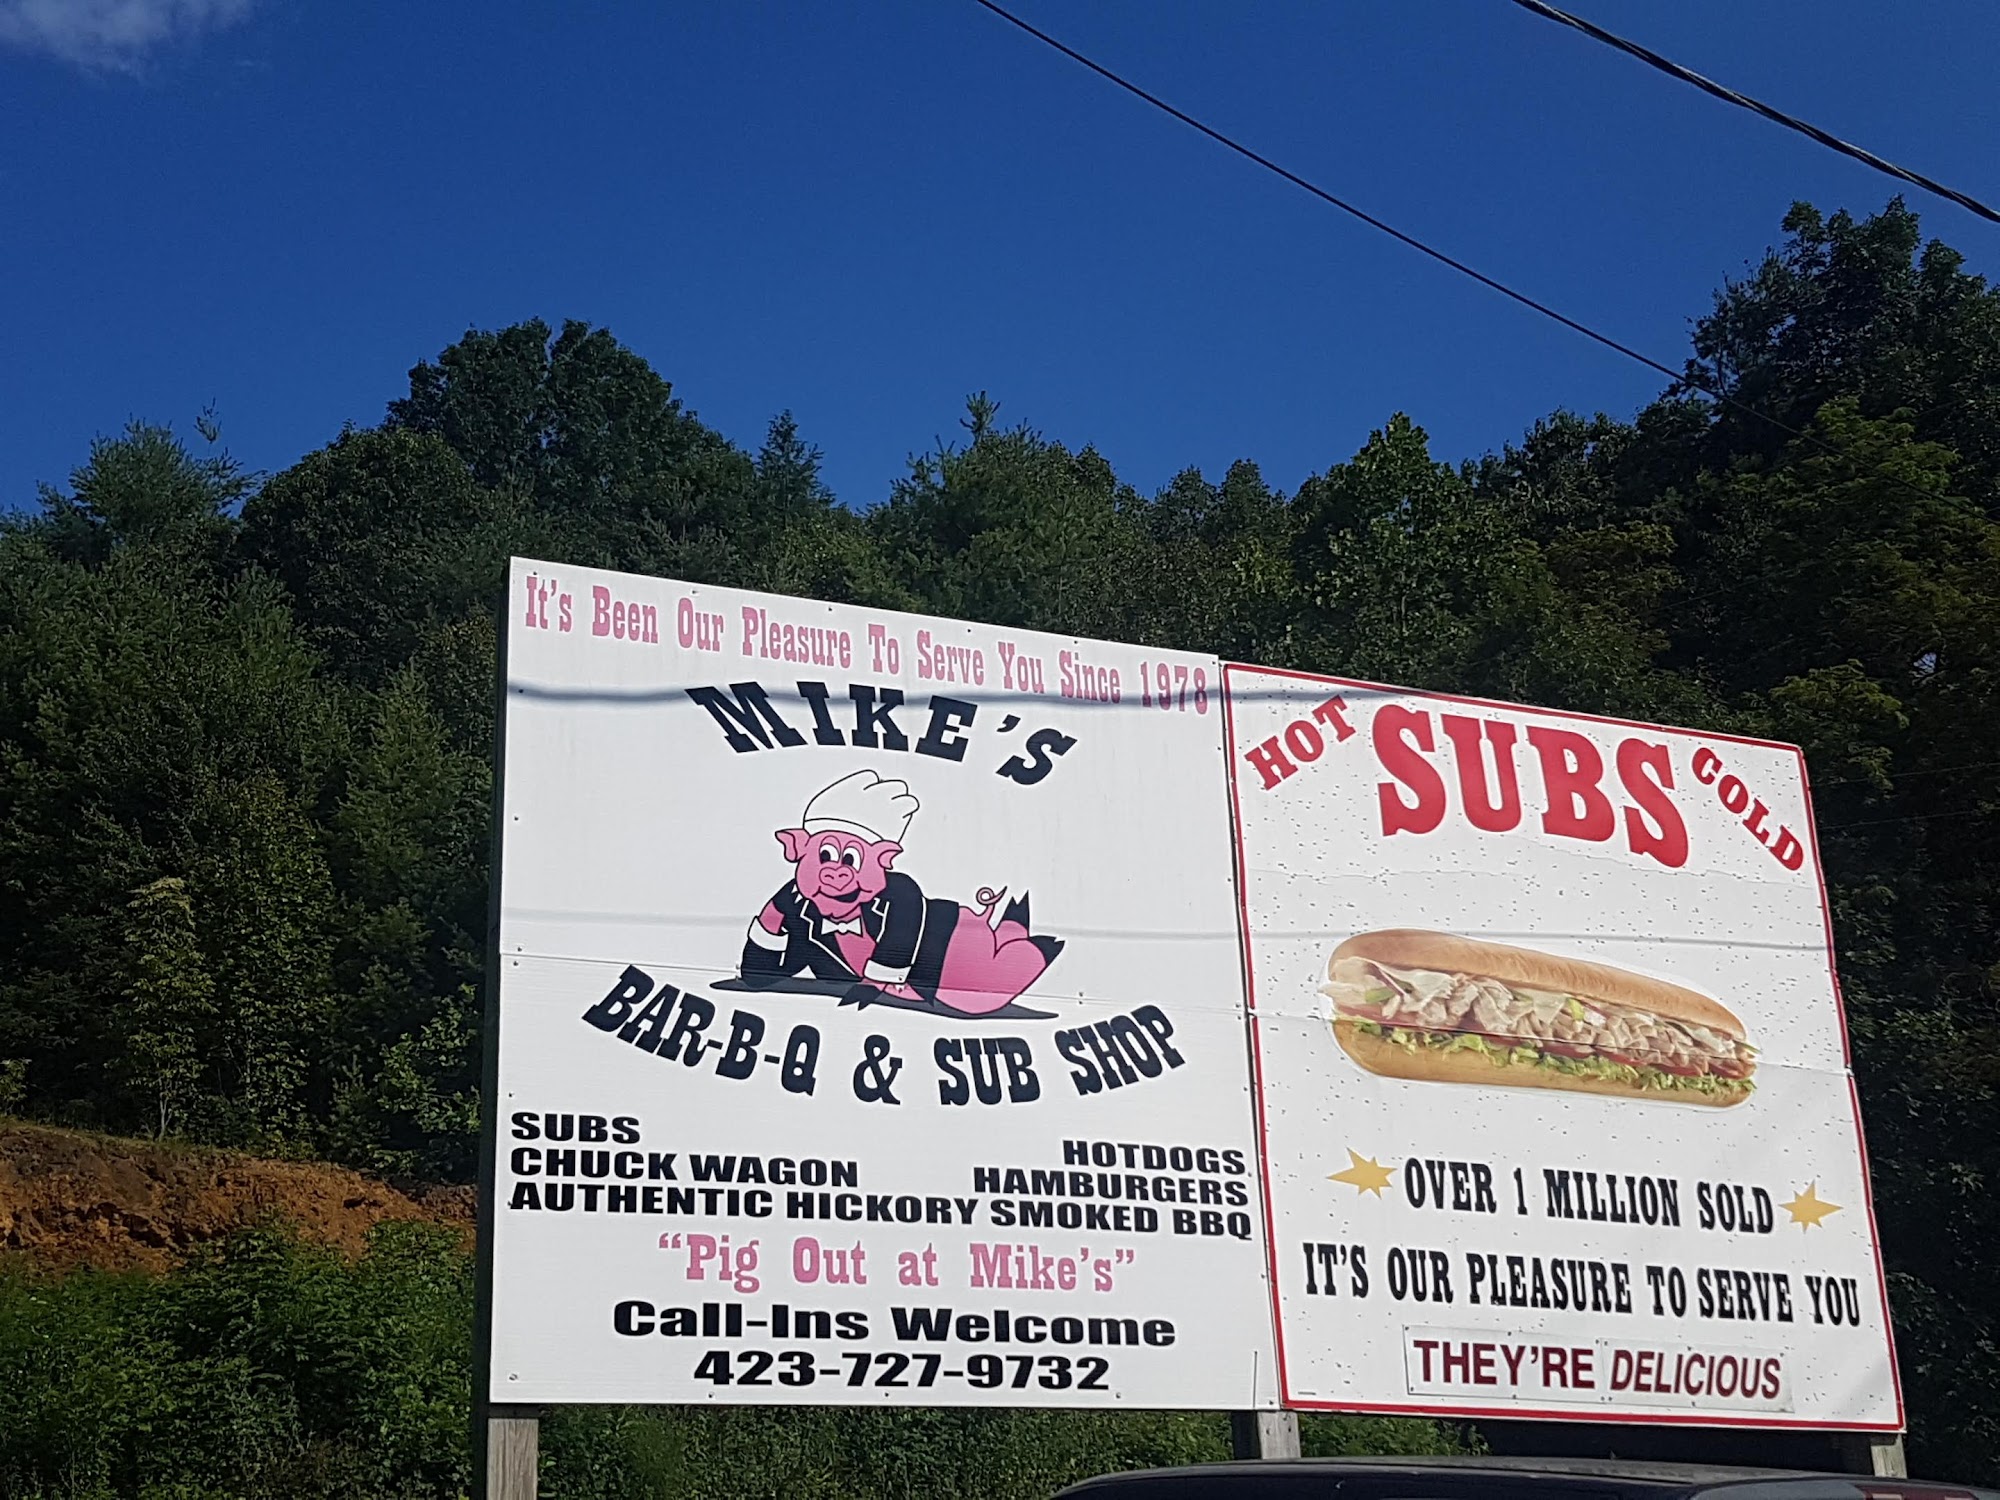 It's Been Our Pleasure To Serve You Since 1978
MIKE'S
BAR-B-Q & SUB SHOP
SUBS
CHUCK WAGON
HOTDOGS
HAMBURGERS
AUTHENTIC HICKORY SMOKED BBQ
"Pig Out at Mike's"
Call-Ins Welcome
423-727-9732
HOT SUBS COLD
OVER 1 MILLION SOLD
IT'S OUR PLEASURE TO SERVE YOU
THEY'RE DELICIOUS